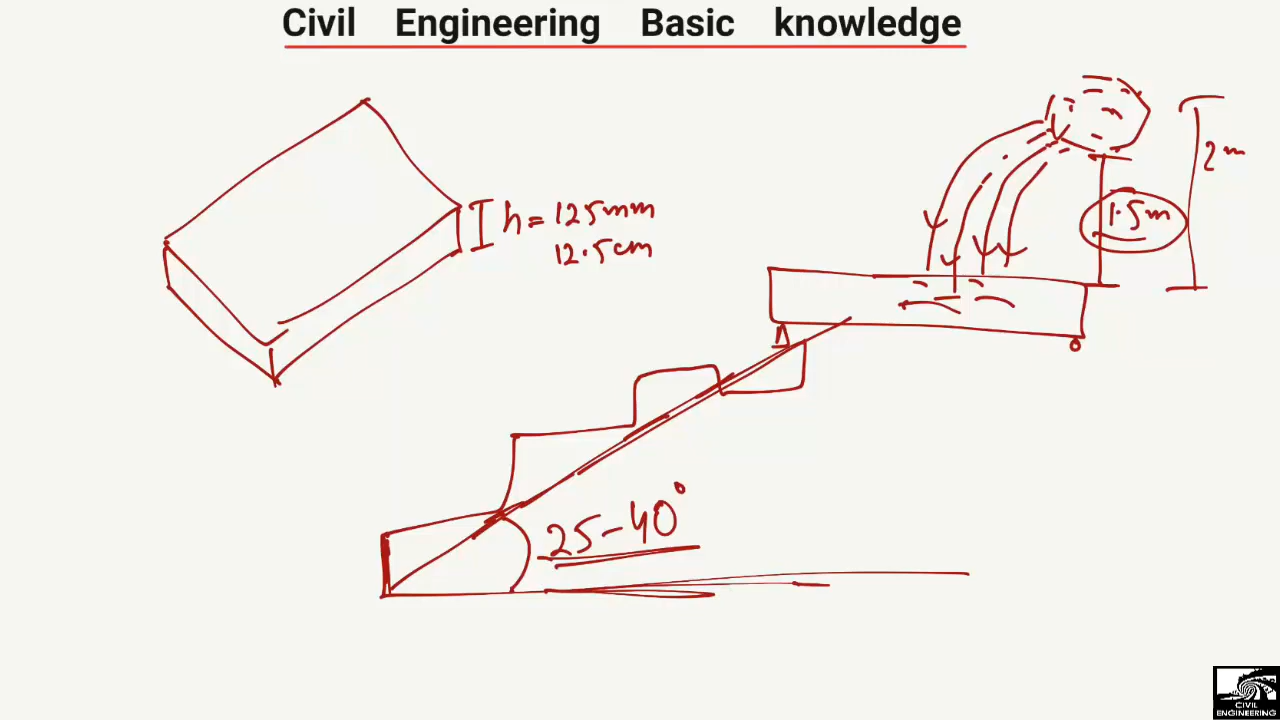 Civil Engineering Basic knowledge
2m
h = 125mm
12.5cm
1.5m
25-40°
CIVIL
ENGINEERING